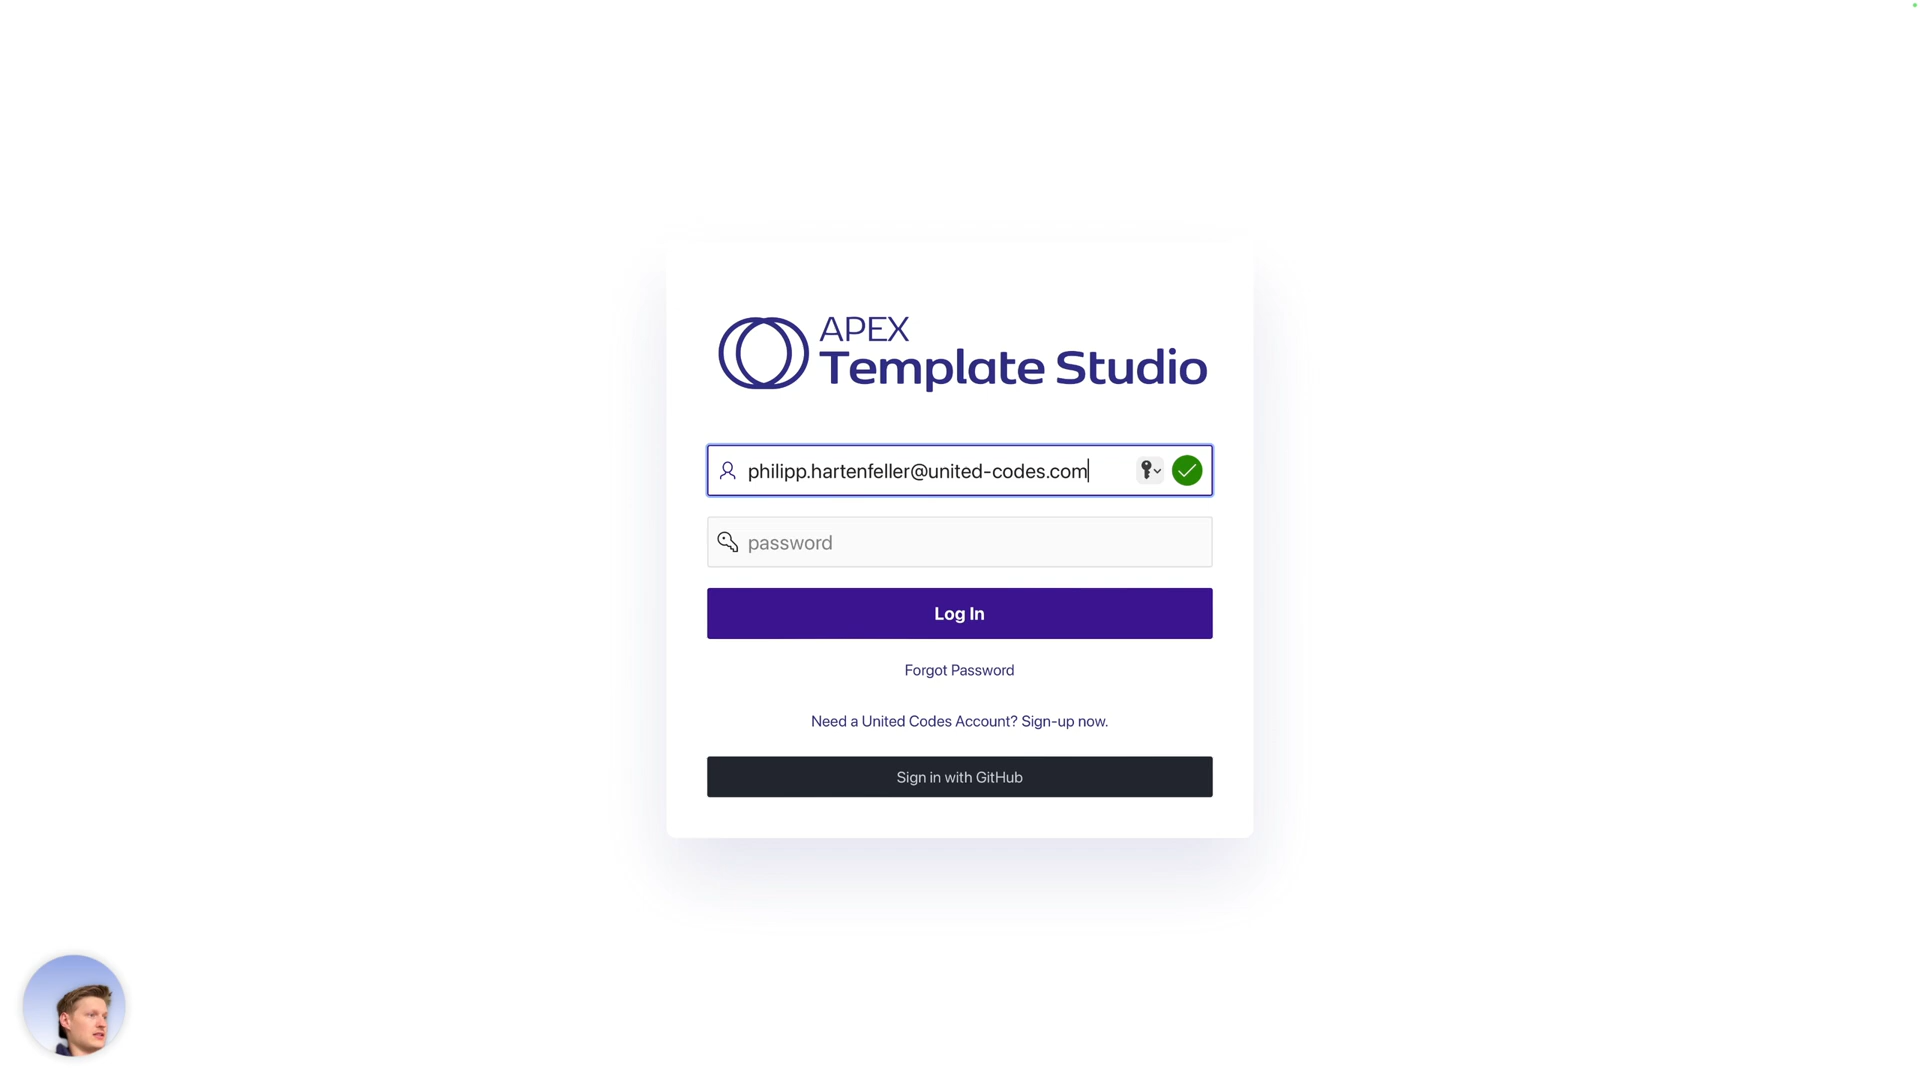 APEX
Template Studio
philipp.hartenfeller@united-codes.com
password
Log In
Forgot Password
Need a United Codes Account? Sign-up now.
Sign in with GitHub